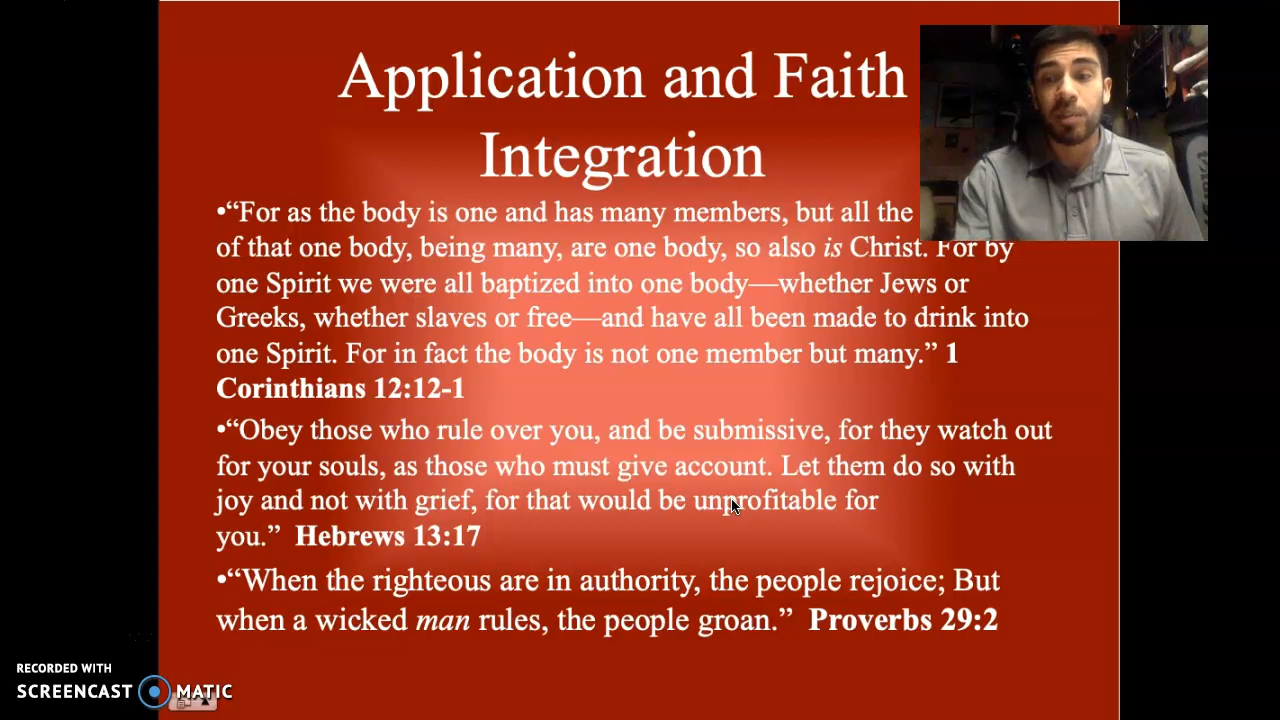 Application and Faith
Integration
•“For as the body is one and has many members, but all the
of that one body, being many, are one body, so also is Christ. For by
one Spirit we were all baptized into one body—whether Jews or
Greeks, whether slaves or free—and have all been made to drink into
one Spirit. For in fact the body is not one member but many.” 1
Corinthians 12:12-1
•“Obey those who rule over you, and be submissive, for they watch out
for your souls, as those who must give account. Let them do so with
joy and not with grief, for that would be unprofitable for
you.” Hebrews 13:17
•“When the righteous are in authority, the people rejoice; But
when a wicked man rules, the people groan.” Proverbs 29:2
RECORDED WITH
SCREENCAST MATIC